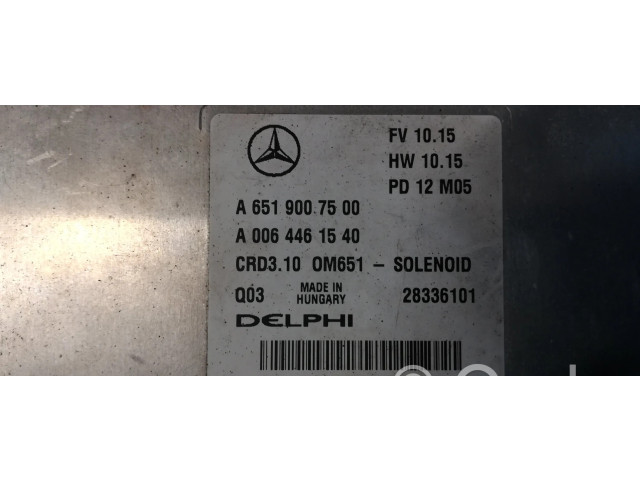 FV 10.15
HW 10.15
PD 12 M05
A 651 900 75 00
A 006 446 15 40
CRD3.10 OM651 - SOLENOID
Q03 MADE IN HUNGARY 28336101
DELPHI